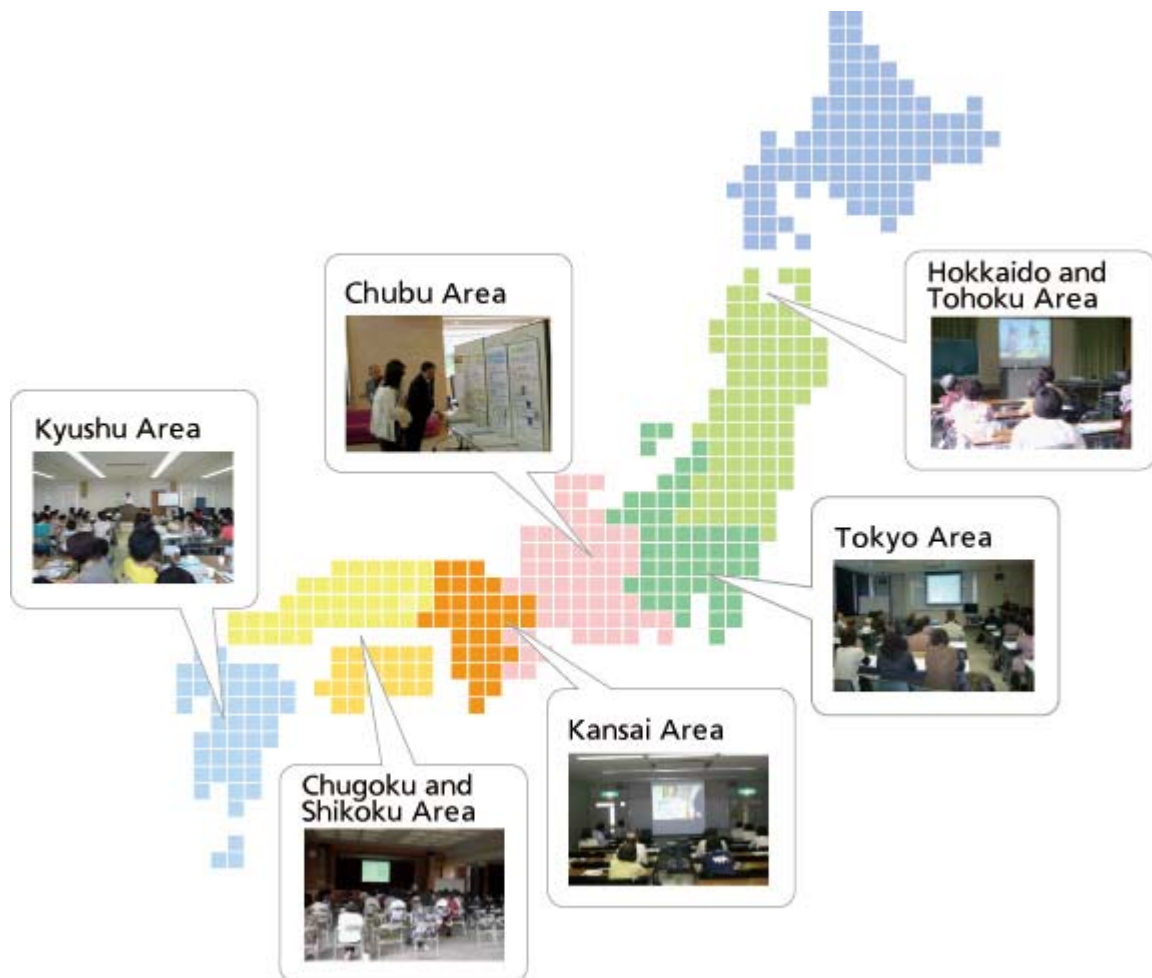 Hokkaido and
Tohoku Area
Chubu Area
Kyushu Area
Tokyo Area
Kansai Area
Chugoku and
Shikoku Area